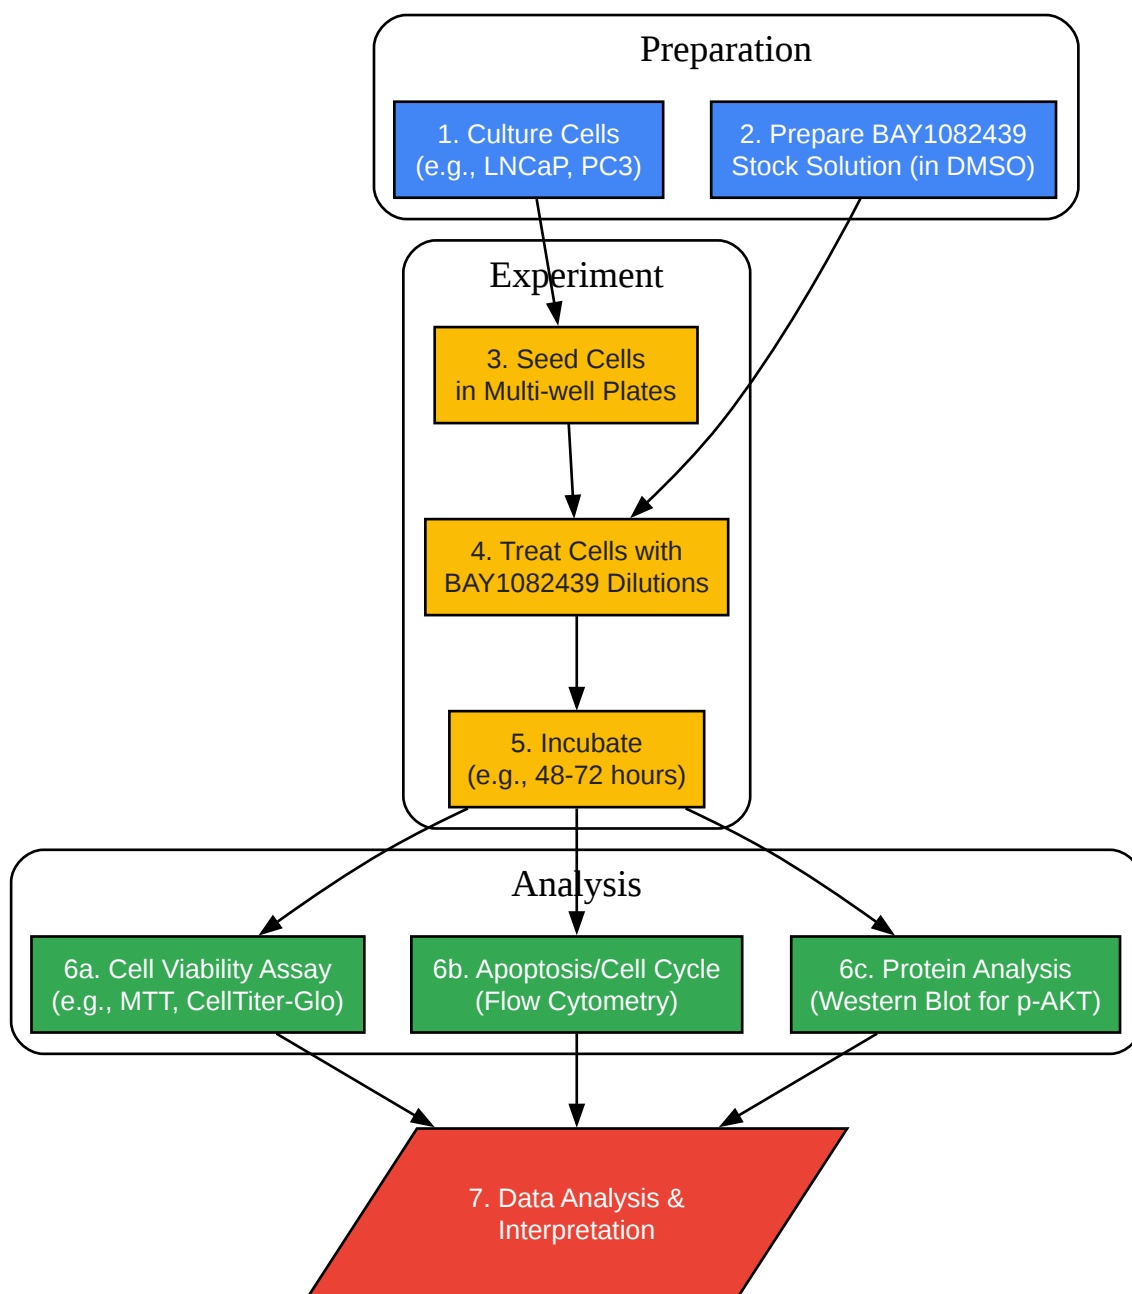 Preparation
1. Culture Cells
(e.g., LNCaP, PC3)
2. Prepare BAY1082439
Stock Solution (in DMSO)
Experiment
3. Seed Cells
in Multi-well Plates
4. Treat Cells with
BAY1082439 Dilutions
5. Incubate
(e.g., 48-72 hours)
Analysis
6a. Cell Viability Assay
(e.g., MTT, CellTiter-Glo)
6b. Apoptosis/Cell Cycle
(Flow Cytometry)
6c. Protein Analysis
(Western Blot for p-AKT)
7. Data Analysis &
Interpretation